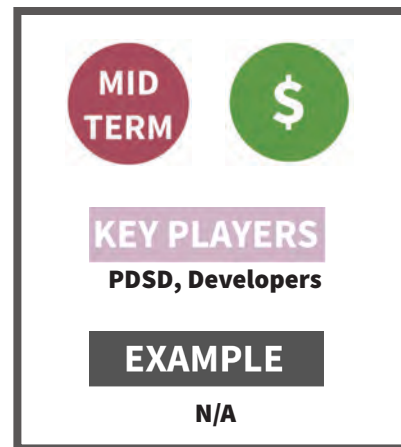 MID
TERM
$
KEY PLAYERS
PDSD, Developers
EXAMPLE
N/A